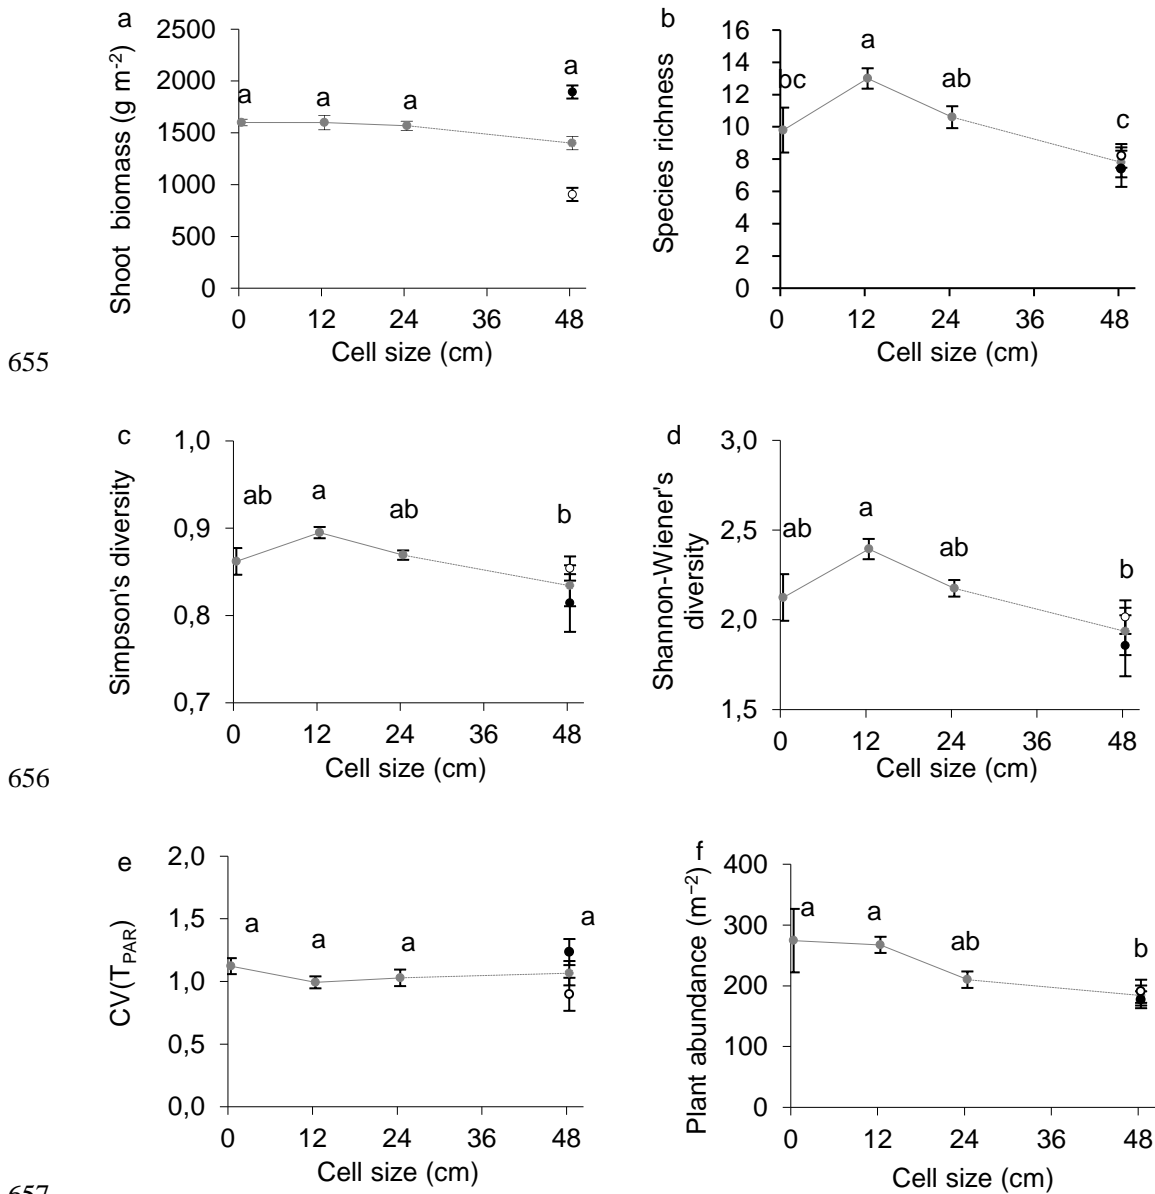 a
Shoot biomass (g m⁻²)
2500
2000
1500
1000
500
0
a a a a
0 12 24 36 48
Cell size (cm)
b
Species richness
16
14
12
10
8
6
4
2
0
bc a ab c
0 12 24 36 48
Cell size (cm)
655
c
Simpson's diversity
1,0
0,9
0,8
0,7
ab a ab b
0 12 24 36 48
Cell size (cm)
d
Shannon-Wiener's
diversity
3,0
2,5
2,0
1,5
ab a ab b
0 12 24 36 48
Cell size (cm)
656
e
CV(T_PAR)
2,0
1,5
1,0
0,5
0,0
a a a a
0 12 24 36 48
Cell size (cm)
f
Plant abundance (m⁻²)
400
300
200
100
0
a a ab b
0 12 24 36 48
Cell size (cm)
657